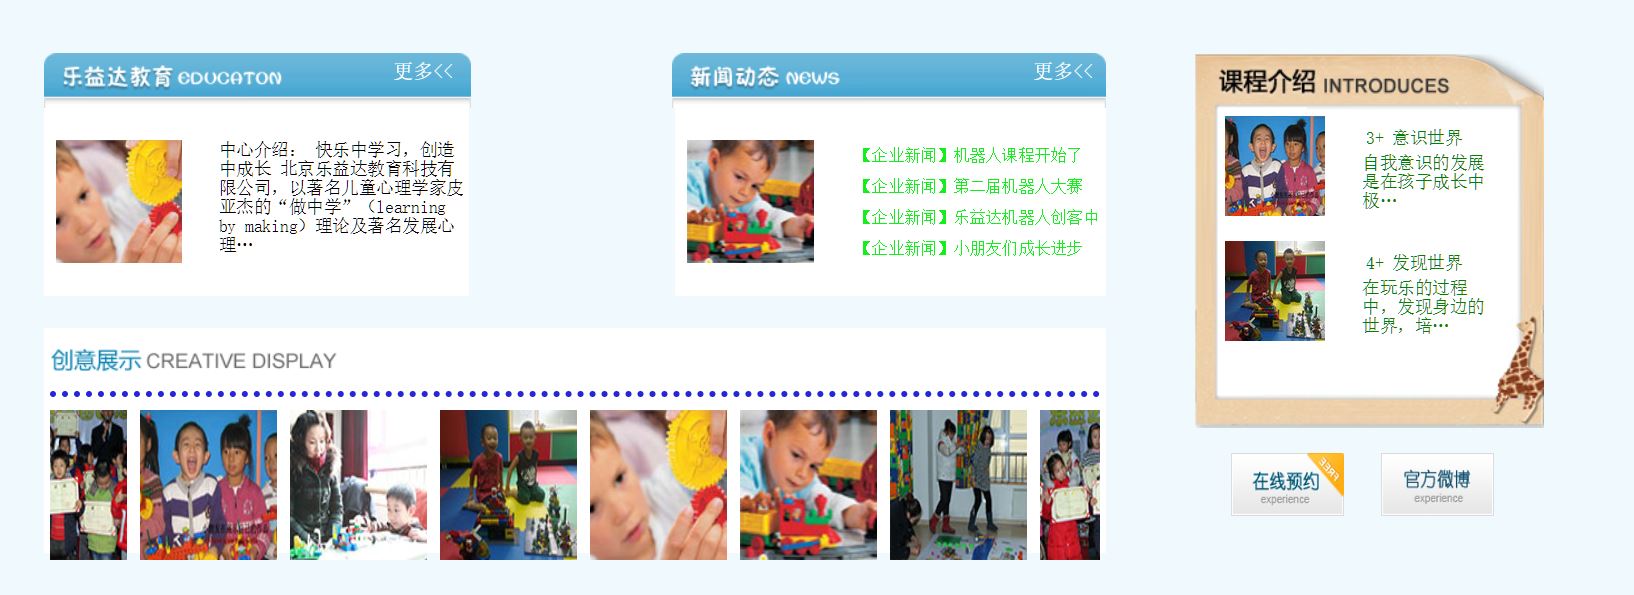 乐益达教育 EDUCATON
更多<<
中心介绍： 快乐中学习，创造
中成长 北京乐益达教育科技有
限公司，以著名儿童心理学家皮
亚杰的“做中学”（learning
by making）理论及著名发展心
理…
新闻动态 NEWS
更多<<
【企业新闻】机器人课程开始了
【企业新闻】第二届机器人大赛
【企业新闻】乐益达机器人创客中
【企业新闻】小朋友们成长进步
课程介绍 INTRODUCES
3+ 意识世界
自我意识的发展
是在孩子成长中
极…
4+ 发现世界
在玩乐的过程
中，发现身边的
世界，培…
创意展示 CREATIVE DISPLAY
在线预约
experience
FREE
官方微博
experience